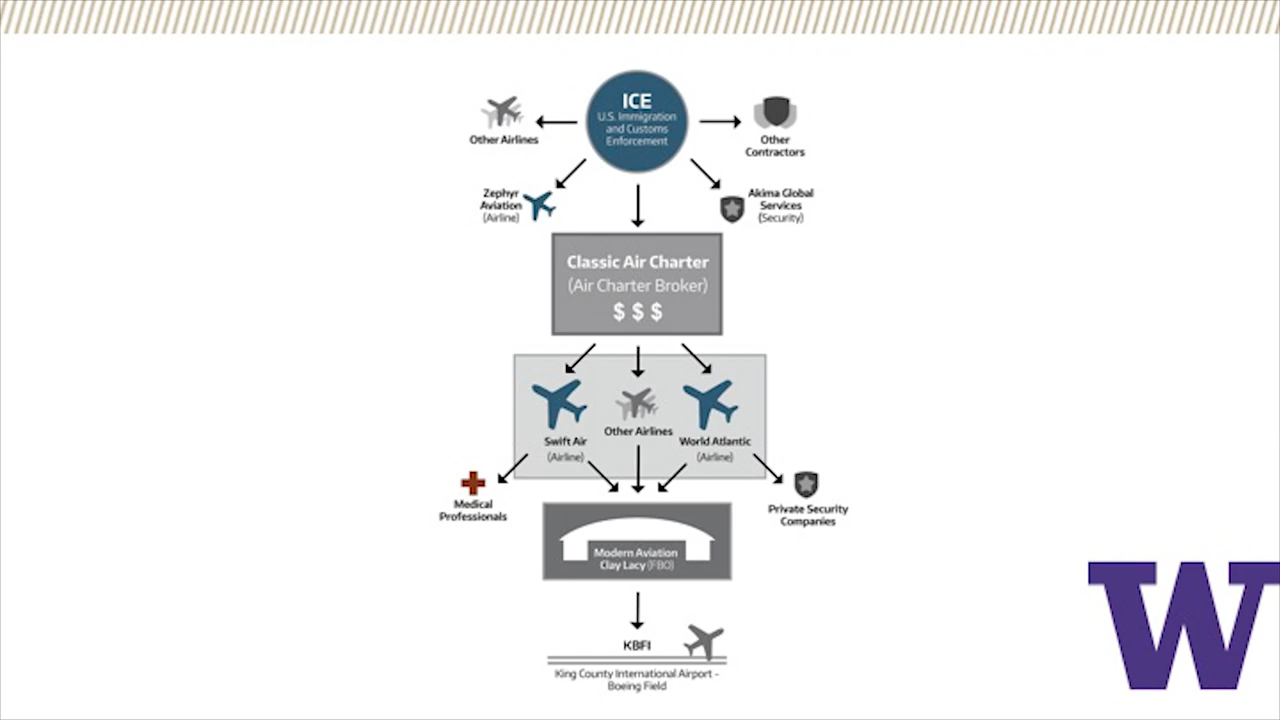 ICE
U.S. Immigration
and Customs
Enforcement
Other Airlines
Other
Contractors
Zephyr
Aviation
(Airline)
Akima Global
Services
(Security)
Classic Air Charter
(Air Charter Broker)
$ $ $
Swift Air
(Airline)
Other Airlines
World Atlantic
(Airline)
Medical
Professionals
Private Security
Companies
Modern Aviation
Clay Lacy (FBO)
KBFI
King County International Airport -
Boeing Field
W